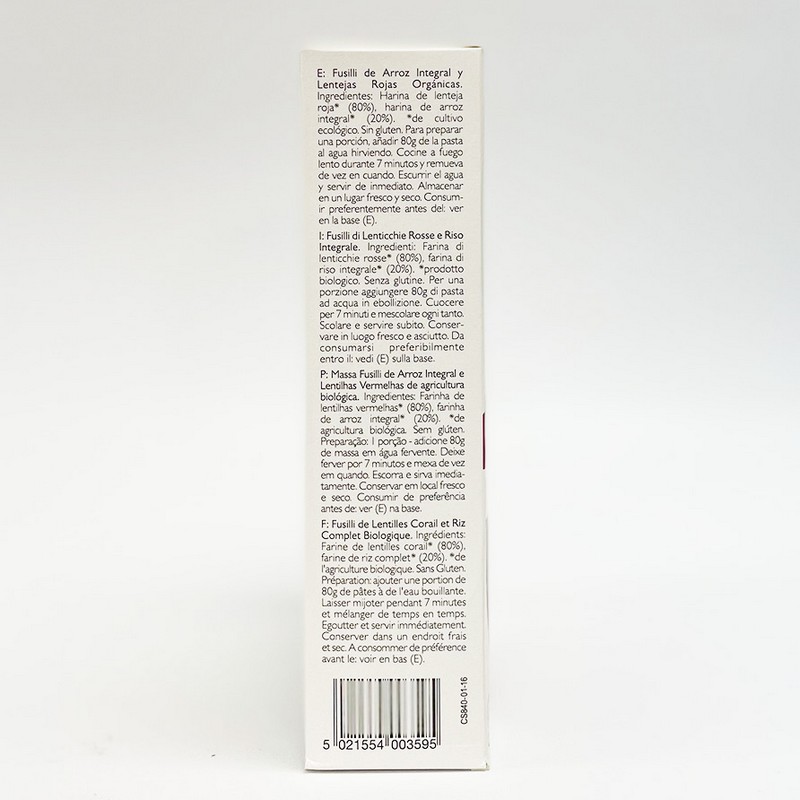 E: Fusilli de Arroz Integral y
Lentejas Rojas Orgánicas.
Ingredientes: Harina de lenteja
roja* (80%), harina de arroz
integral* (20%). *de cultivo
ecológico. Sin gluten. Para preparar
una porción, añadir 80g de la pasta
al agua hirviendo. Cocine a fuego
lento durante 7 minutos y remueva
de vez en cuando. Escurrir el agua
y servir de inmediato. Almacenar
en un lugar fresco y seco. Consum-
ir preferentemente antes del: ver
en la base (E).
I: Fusilli di Lenticchie Rosse e Riso
Integrale. Ingredienti: Farina di
lenticchie rosse* (80%), farina di
riso integrale* (20%). *prodotto
biologico. Senza glutine. Per una
porzione aggiungere 80g di pasta
ad acqua in ebollizione. Cuocere
per 7 minuti e mescolare ogni tanto.
Scolare e servire subito. Conser-
vare in luogo fresco e asciutto. Da
consumarsi preferibilmente
entro il: vedi (E) sulla base.
P: Massa Fusilli de Arroz Integral e
Lentilhas Vermelhas de agricultura
biológica. Ingredientes: Farinha de
lentilhas vermelhas* (80%), farinha
de arroz integral* (20%). *de
agricultura biológica. Sem glúten.
Preparação: 1 porção - adicione 80g
de massa em água fervente. Deixe
ferver por 7 minutos e mexa de vez
em quando. Escorra e sirva imedia-
tamente. Conservar em local fresco
e seco. Consumir de preferência
antes de: ver (E) na base.
F: Fusilli de Lentilles Corail et Riz
Complet Biologique. Ingrédients:
Farine de lentilles corail* (80%),
farine de riz complet* (20%). *de
l'agriculture biologique. Sans Gluten.
Préparation: ajouter une portion de
80g de pâtes à de l'eau bouillante.
Laisser mijoter pendant 7 minutes
et mélanger de temps en temps.
Egoutter et servir immédiatement.
Conserver dans un endroit frais
et sec. A consommer de préférence
avant le: voir en bas (E).
CS840-01-16
5 021554 003595